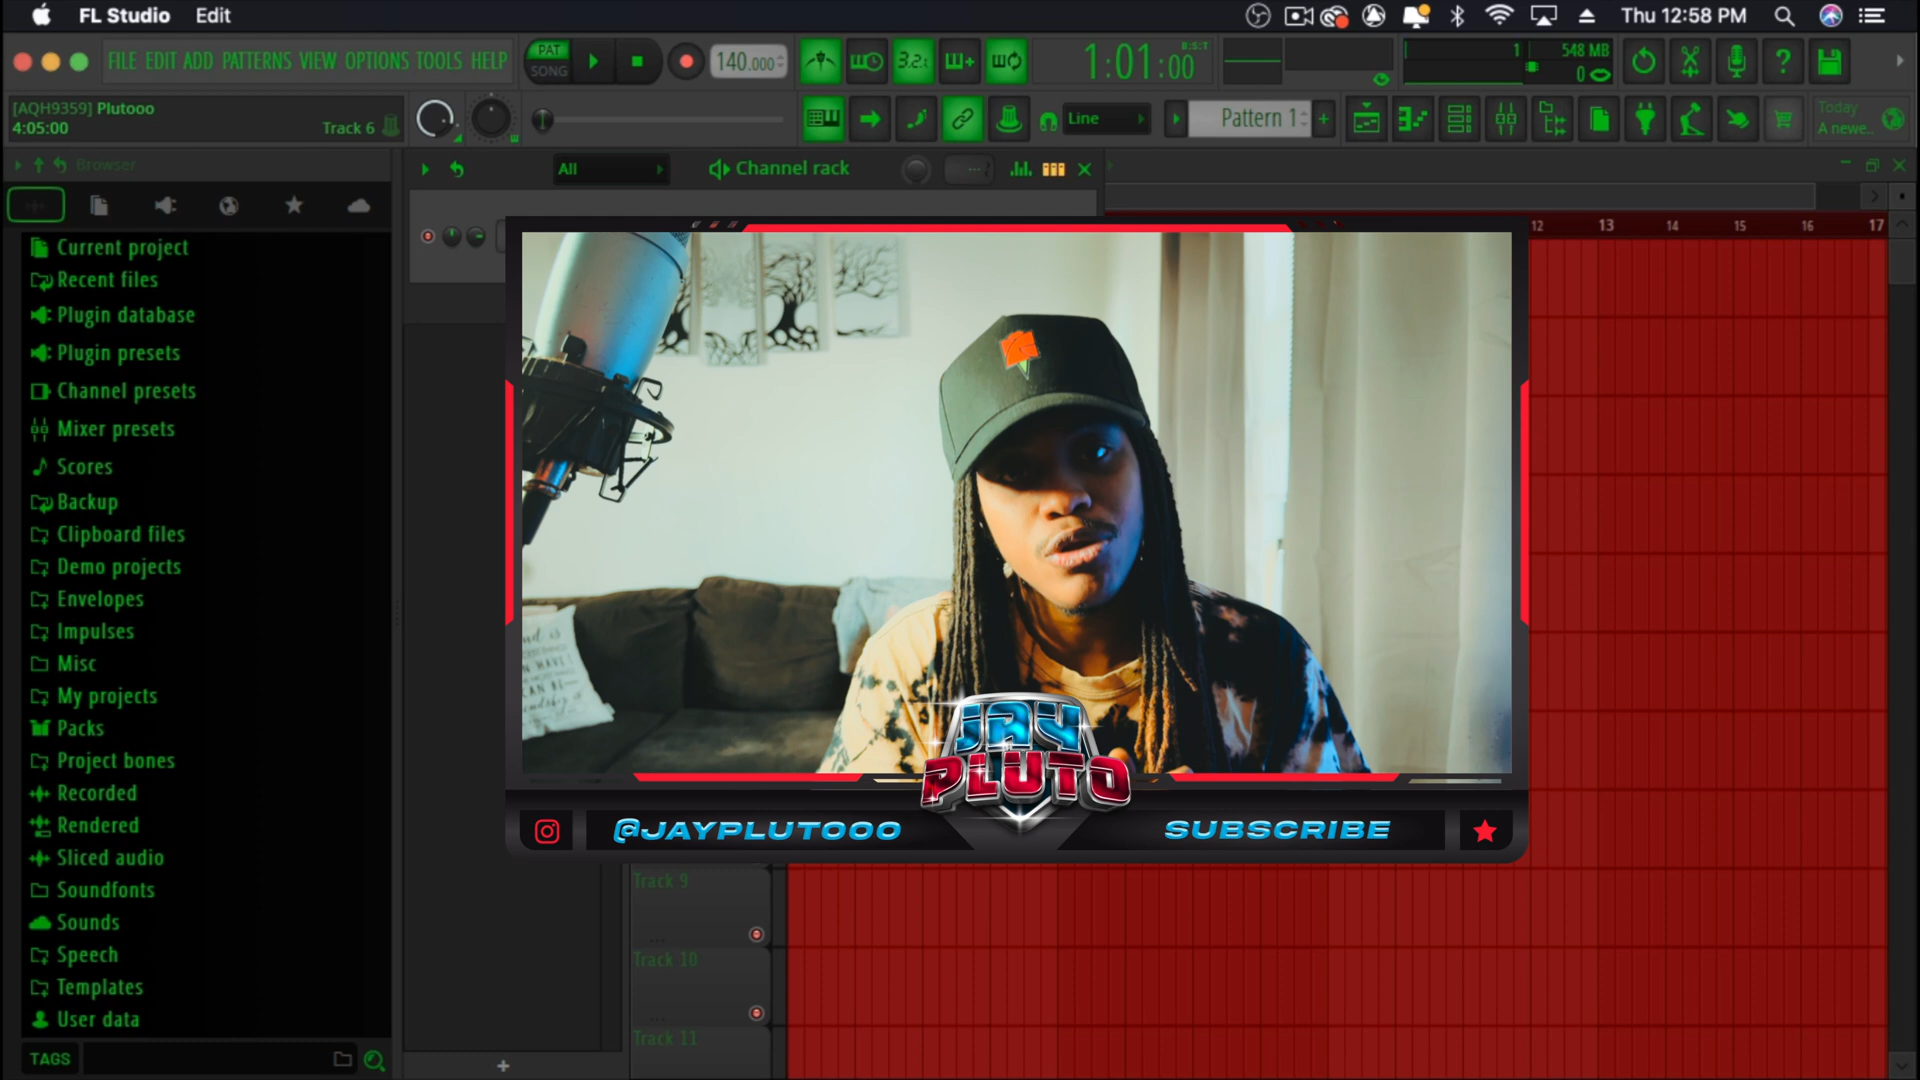 FL Studio Edit Thu 12:58 PM
FILE EDIT ADD PATTERNS VIEW OPTIONS TOOLS HELP
PAT
SONG
140.000
3.2.
1:01:00
B:S:T
1
548 MB
0
[AQH9359] Plutooo
4:05:00
Track 6
Line
Pattern 1
Today
A newe..
Browser
All
Channel rack
12 13 14 15 16 17
Current project
Recent files
Plugin database
Plugin presets
Channel presets
Mixer presets
Scores
Backup
Clipboard files
Demo projects
Envelopes
Impulses
Misc
My projects
Packs
Project bones
Recorded
Rendered
Sliced audio
Soundfonts
Sounds
Speech
Templates
User data
TAGS
JAY
PLUTO
@JAYPLUTOOO
SUBSCRIBE
Track 9
Track 10
Track 11